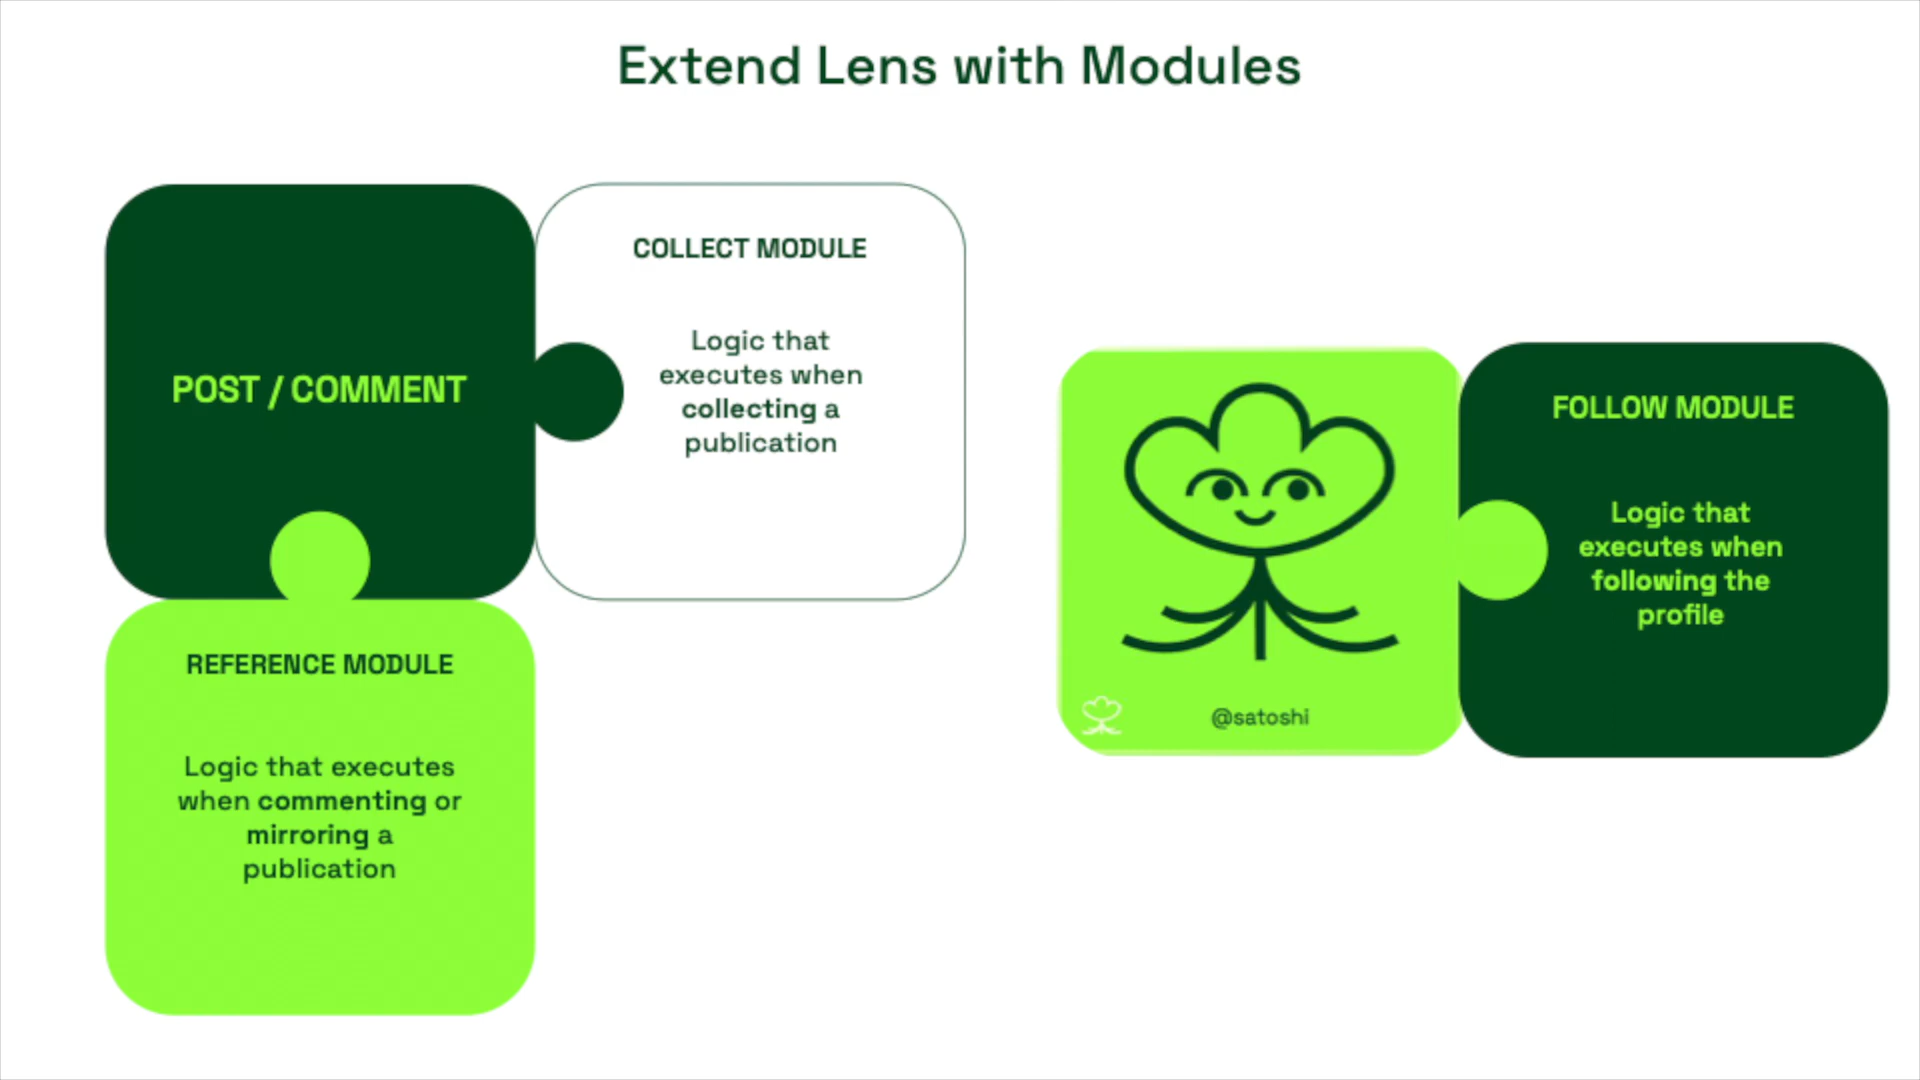 Extend Lens with Modules
POST / COMMENT
COLLECT MODULE
Logic that
executes when
collecting a
publication
REFERENCE MODULE
Logic that executes
when commenting or
mirroring a
publication
@satoshi
FOLLOW MODULE
Logic that
executes when
following the
profile